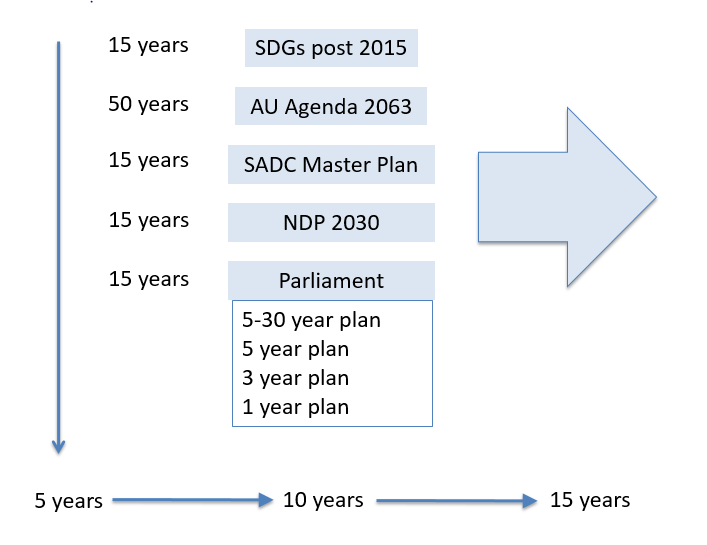 15 years SDGs post 2015
50 years AU Agenda 2063
15 years SADC Master Plan
15 years NDP 2030
15 years Parliament
5-30 year plan
5 year plan
3 year plan
1 year plan
5 years 10 years 15 years